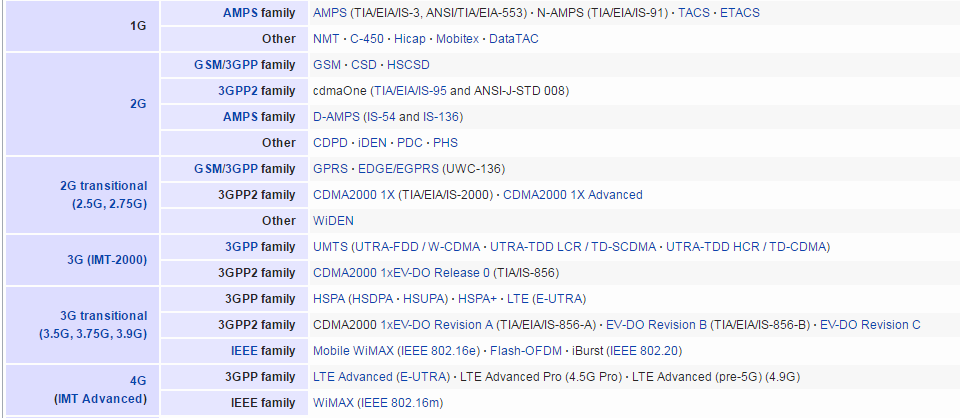 1G
AMPS family AMPS (TIA/EIA/IS-3, ANSI/TIA/EIA-553) · N-AMPS (TIA/EIA/IS-91) · TACS · ETACS
Other NMT · C-450 · Hicap · Mobitex · DataTAC
2G
GSM/3GPP family GSM · CSD · HSCSD
3GPP2 family cdmaOne (TIA/EIA/IS-95 and ANSI-J-STD 008)
AMPS family D-AMPS (IS-54 and IS-136)
Other CDPD · iDEN · PDC · PHS
2G transitional
(2.5G, 2.75G)
GSM/3GPP family GPRS · EDGE/EGPRS (UWC-136)
3GPP2 family CDMA2000 1X (TIA/EIA/IS-2000) · CDMA2000 1X Advanced
Other WiDEN
3G (IMT-2000)
3GPP family UMTS (UTRA-FDD / W-CDMA · UTRA-TDD LCR / TD-SCDMA · UTRA-TDD HCR / TD-CDMA)
3GPP2 family CDMA2000 1xEV-DO Release 0 (TIA/IS-856)
3G transitional
(3.5G, 3.75G, 3.9G)
3GPP family HSPA (HSDPA · HSUPA) · HSPA+ · LTE (E-UTRA)
3GPP2 family CDMA2000 1xEV-DO Revision A (TIA/EIA/IS-856-A) · EV-DO Revision B (TIA/EIA/IS-856-B) · EV-DO Revision C
IEEE family Mobile WiMAX (IEEE 802.16e) · Flash-OFDM · iBurst (IEEE 802.20)
4G
(IMT Advanced)
3GPP family LTE Advanced (E-UTRA) · LTE Advanced Pro (4.5G Pro) · LTE Advanced (pre-5G) (4.9G)
IEEE family WiMAX (IEEE 802.16m)